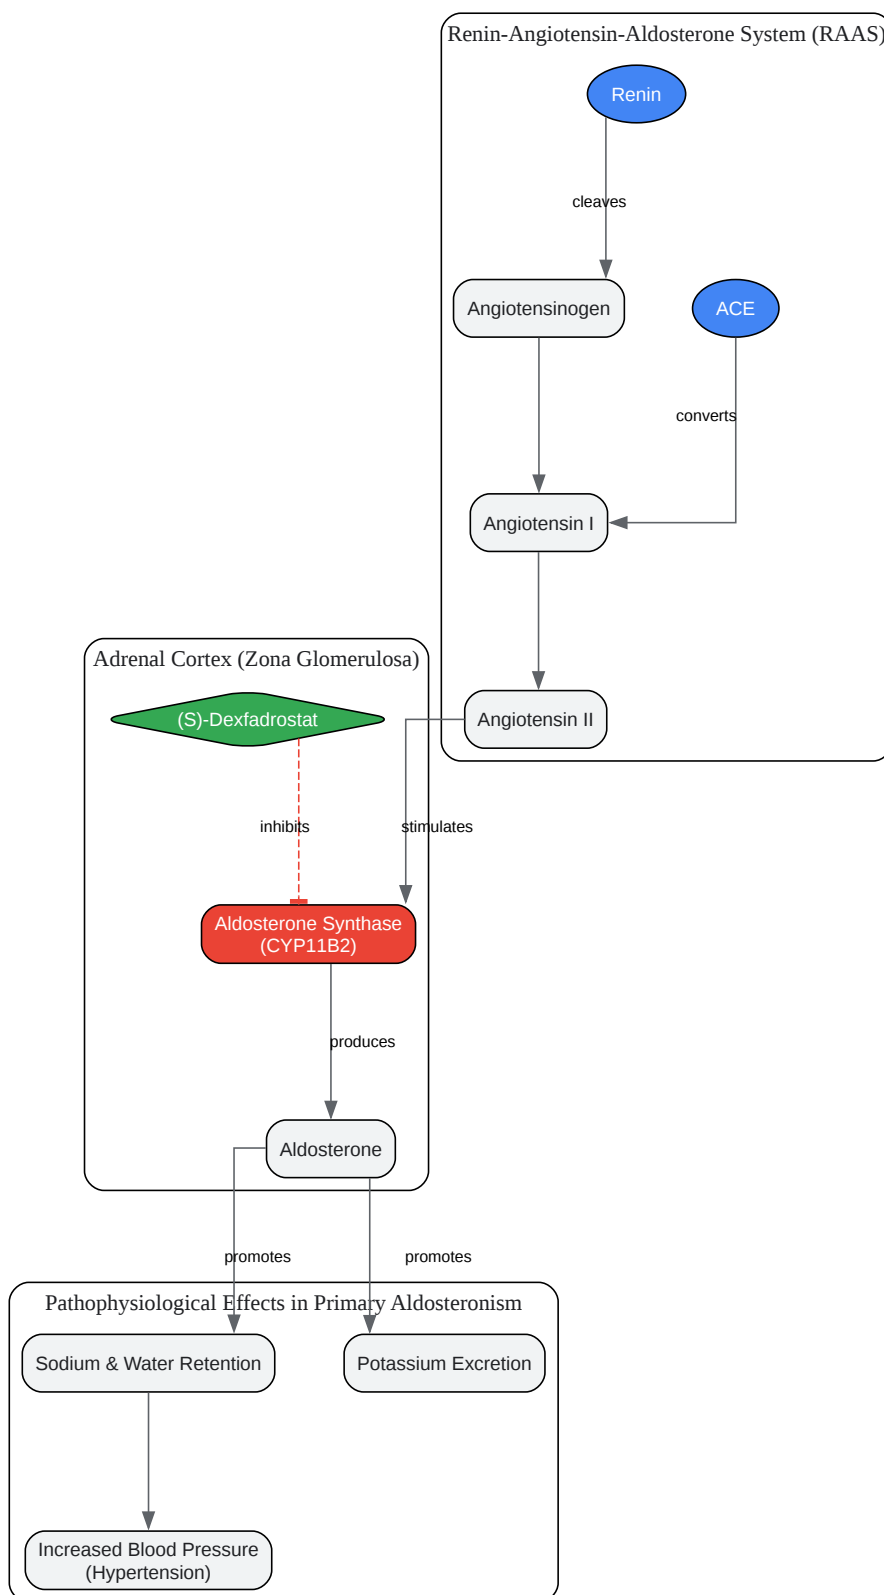 Renin-Angiotensin-Aldosterone System (RAAS)
Renin
cleaves
Angiotensinogen
ACE
converts
Angiotensin I
Adrenal Cortex (Zona Glomerulosa)
(S)-Dexfadrostat
Angiotensin II
inhibits
stimulates
Aldosterone Synthase
(CYP11B2)
produces
Aldosterone
promotes
promotes
Pathophysiological Effects in Primary Aldosteronism
Sodium & Water Retention
Potassium Excretion
Increased Blood Pressure
(Hypertension)